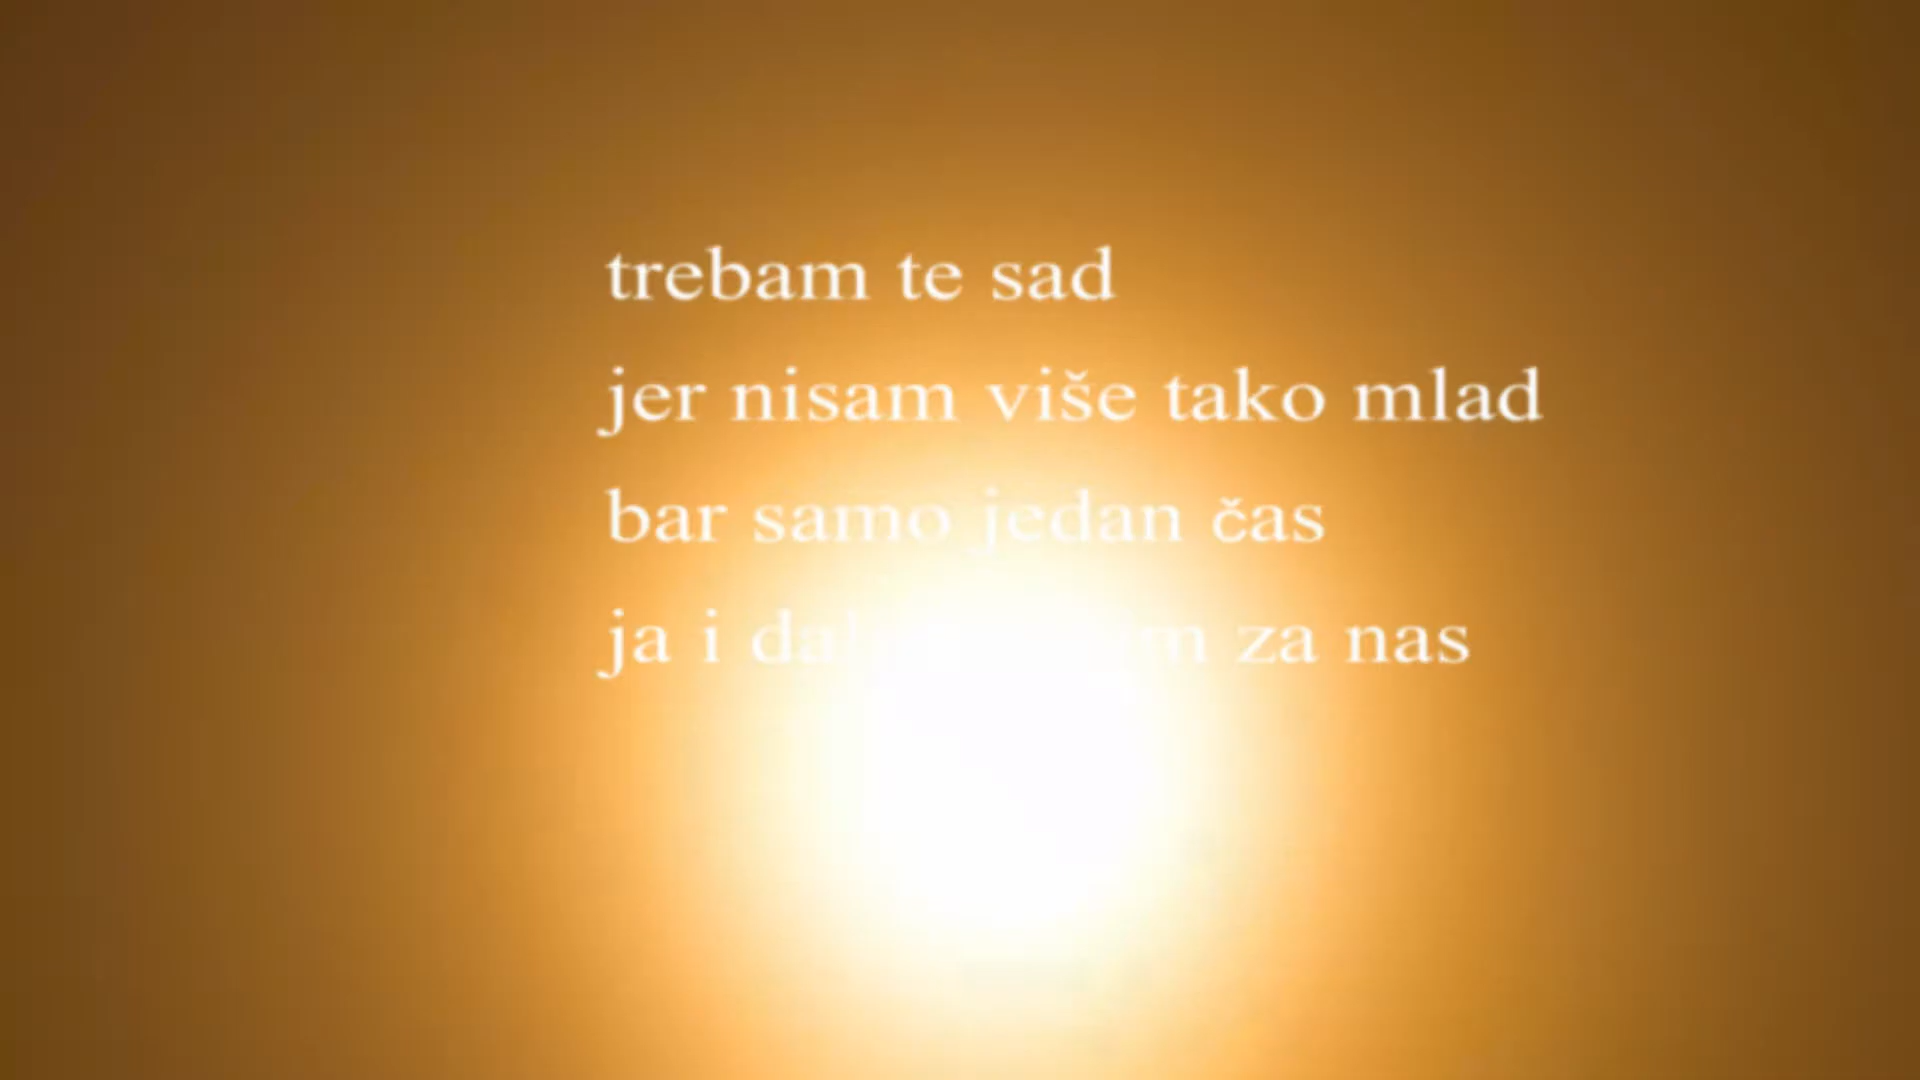 trebam te sad
jer nisam više tako mlad
bar samo jedan čas
ja i za nas